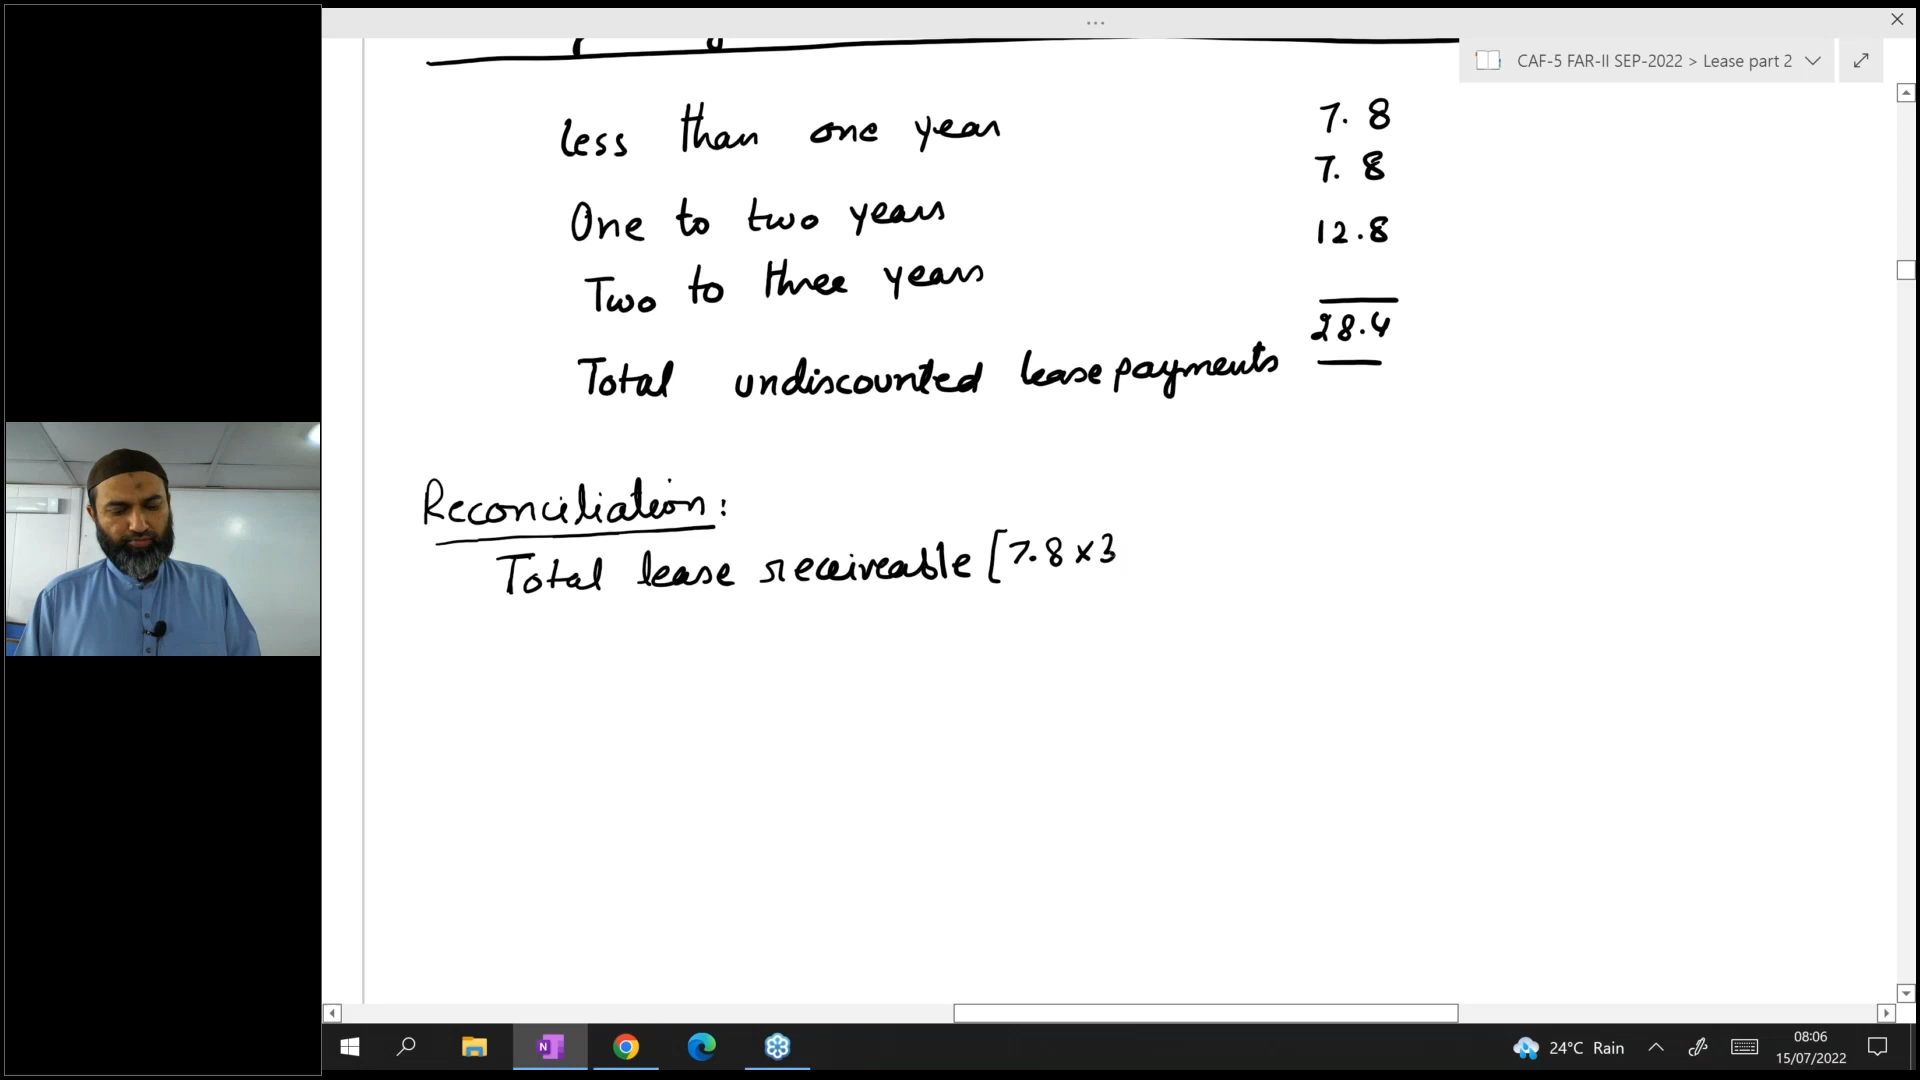 CAF-5 FAR-II SEP-2022 > Lease part 2
less than one year 7.8
One to two years 7.8
Two to three years 12.8
Total undiscounted lease payments 28.4
Reconciliation:
Total lease receiveable [7.8 x 3
24°C Rain
08:06
15/07/2022